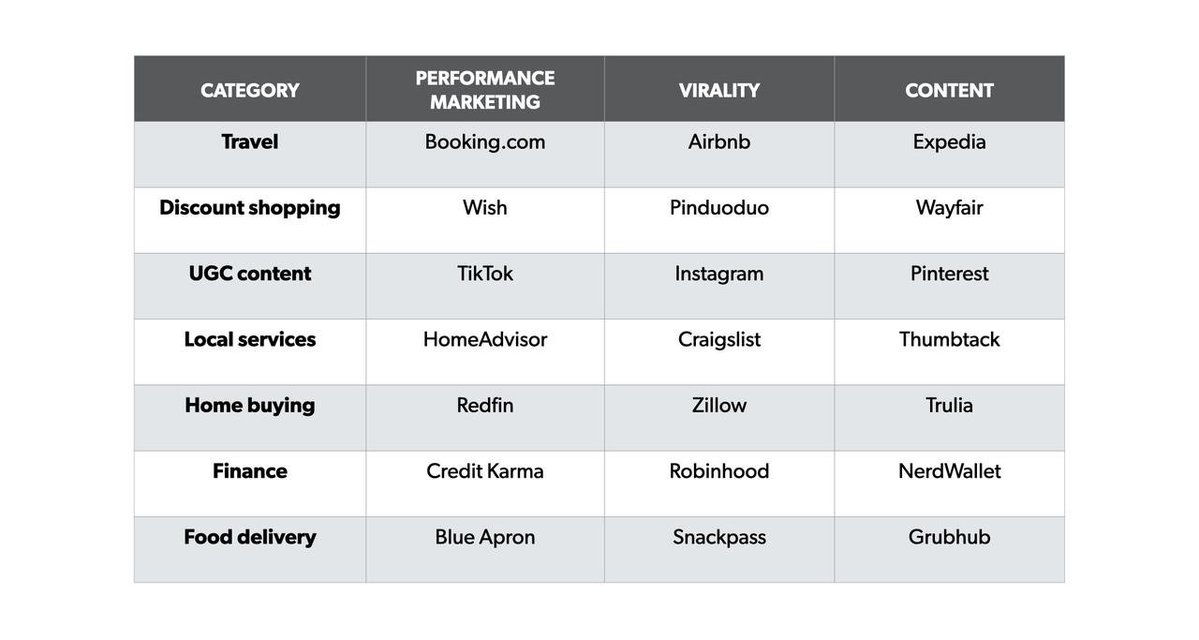 CATEGORY PERFORMANCE MARKETING VIRALITY CONTENT
Travel Booking.com Airbnb Expedia
Discount shopping Wish Pinduoduo Wayfair
UGC content TikTok Instagram Pinterest
Local services HomeAdvisor Craigslist Thumbtack
Home buying Redfin Zillow Trulia
Finance Credit Karma Robinhood NerdWallet
Food delivery Blue Apron Snackpass Grubhub